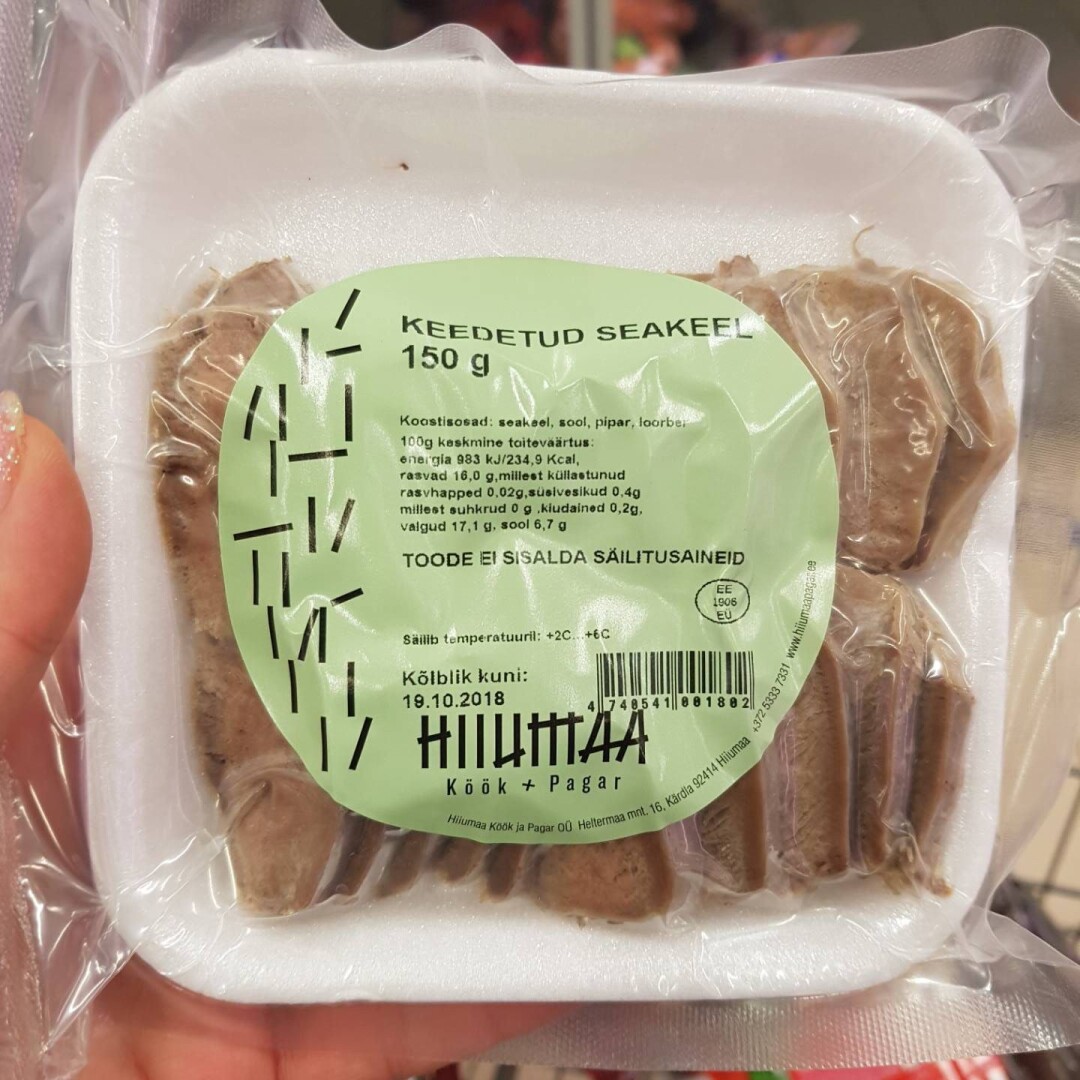 KEEDETUD SEAKEEL
150 g
Koostisosad: seakeel, sool, pipar, loorber
100g keskmine toiteväärtus:
energia 983 kJ/234,9 Kcal,
rasvad 16,0 g,millest küllastunud
rasvhapped 0,02g,süsivesikud 0,4g
millest suhkrud 0 g ,kiudained 0,2g,
valgud 17,1 g, sool 6,7 g
TOODE EI SISALDA SÄILITUSAINEID
EE
1906
EU
Säilib temperatuuril: +2C...+6C
Kõlblik kuni:
19.10.2018
4 740541 001802
HIIUMAA
Köök + Pagar
Hiiumaa Köök ja Pagar OÜ Heltermaa mnt. 16, Kärdla 92414 Hiiumaa +372 5333 7331 www.hiiumaapagar.ee